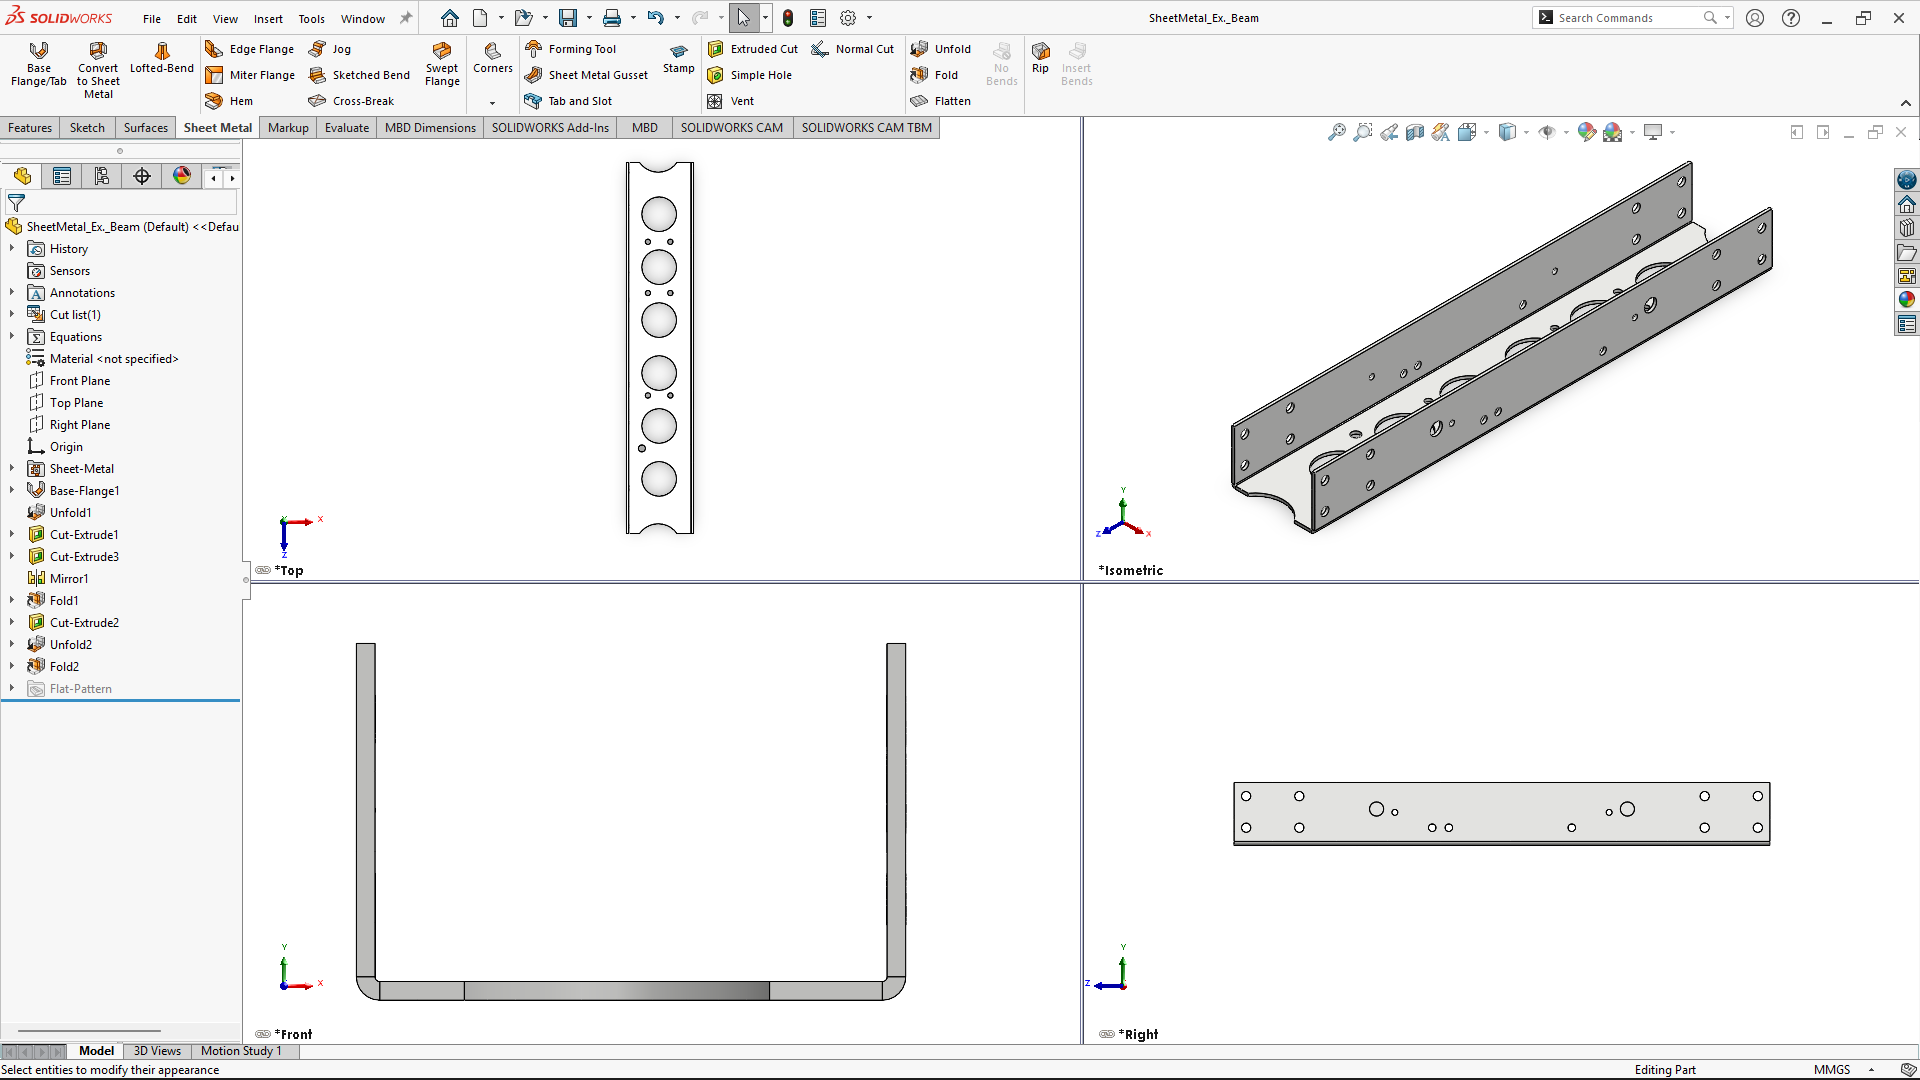 SOLIDWORKS File Edit View Insert Tools Window SheetMetal_Ex._Beam Search Commands
Base Flange/Tab
Convert to Sheet Metal
Lofted-Bend
Edge Flange
Miter Flange
Hem
Jog
Sketched Bend
Cross-Break
Swept Flange
Corners
Forming Tool
Sheet Metal Gusset
Tab and Slot
Stamp
Extruded Cut
Simple Hole
Vent
Normal Cut
Unfold
Fold
Flatten
No Bends
Rip
Insert Bends
Features Sketch Surfaces Sheet Metal Markup Evaluate MBD Dimensions SOLIDWORKS Add-Ins MBD SOLIDWORKS CAM SOLIDWORKS CAM TBM
SheetMetal_Ex._Beam (Default) <<Defau
History
Sensors
Annotations
Cut list(1)
Equations
Material <not specified>
Front Plane
Top Plane
Right Plane
Origin
Sheet-Metal
Base-Flange1
Unfold1
Cut-Extrude1
Cut-Extrude3
Mirror1
Fold1
Cut-Extrude2
Unfold2
Fold2
Flat-Pattern
Y X
Z
*Top
Y
Z X
*Isometric
Y
X
*Front
Y
Z
*Right
Model 3D Views Motion Study 1
Select entities to modify their appearance Editing Part MMGS